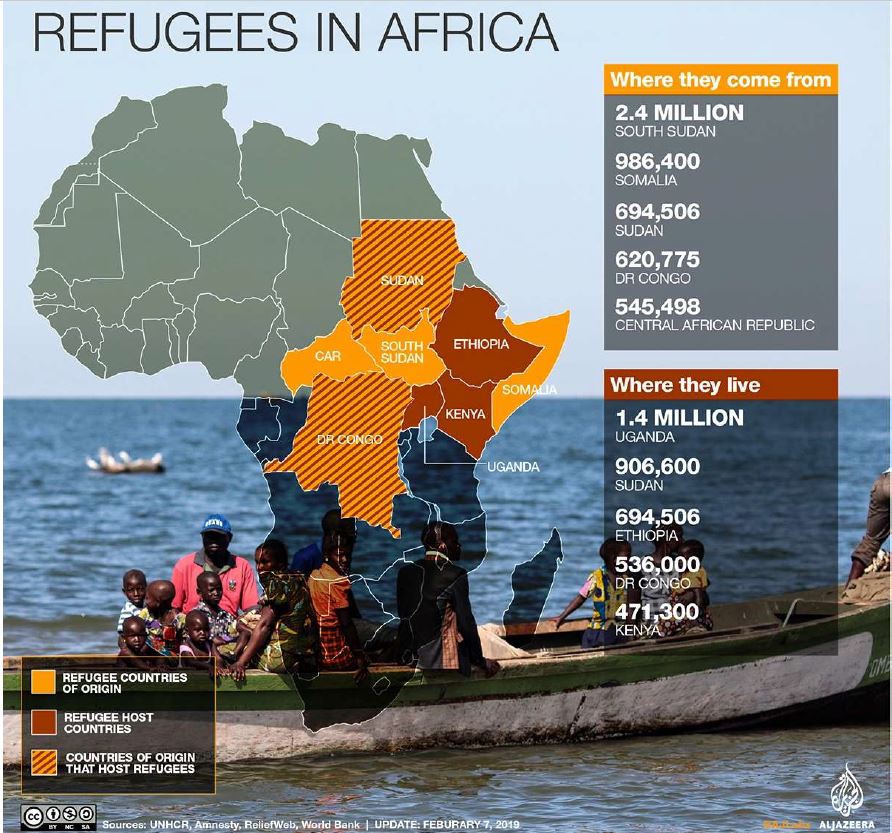 REFUGEES IN AFRICA
Where they come from
2.4 MILLION
SOUTH SUDAN
986,400
SOMALIA
694,506
SUDAN
620,775
DR CONGO
545,498
CENTRAL AFRICAN REPUBLIC
Where they live
1.4 MILLION
UGANDA
906,600
SUDAN
694,506
ETHIOPIA
536,000
DR CONGO
471,300
KENYA
SUDAN
CAR
SOUTH
SUDAN
ETHIOPIA
SOMALIA
KENYA
DR CONGO
UGANDA
REFUGEE COUNTRIES
OF ORIGIN
REFUGEE HOST
COUNTRIES
COUNTRIES OF ORIGIN
THAT HOST REFUGEES
cc BY NC SA
Sources: UNHCR, Amnesty, ReliefWeb, World Bank | UPDATE: FEBURARY 7, 2019
ALJAZEERA